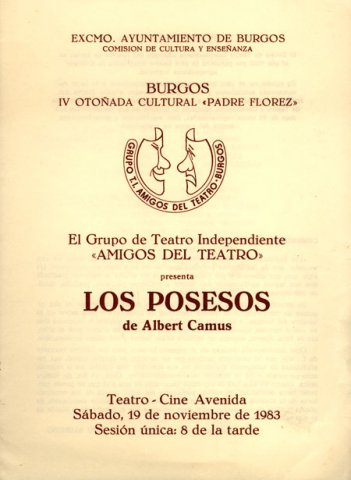 EXCMO. AYUNTAMIENTO DE BURGOS
COMISION DE CULTURA Y ENSEÑANZA
BURGOS
IV OTOÑADA CULTURAL «PADRE FLOREZ»
GRUPO T.I. AMIGOS DEL TEATRO-BURGOS
El Grupo de Teatro Independiente
«AMIGOS DEL TEATRO»
presenta
LOS POSESOS
de Albert Camus
Teatro - Cine Avenida
Sábado, 19 de noviembre de 1983
Sesión única: 8 de la tarde